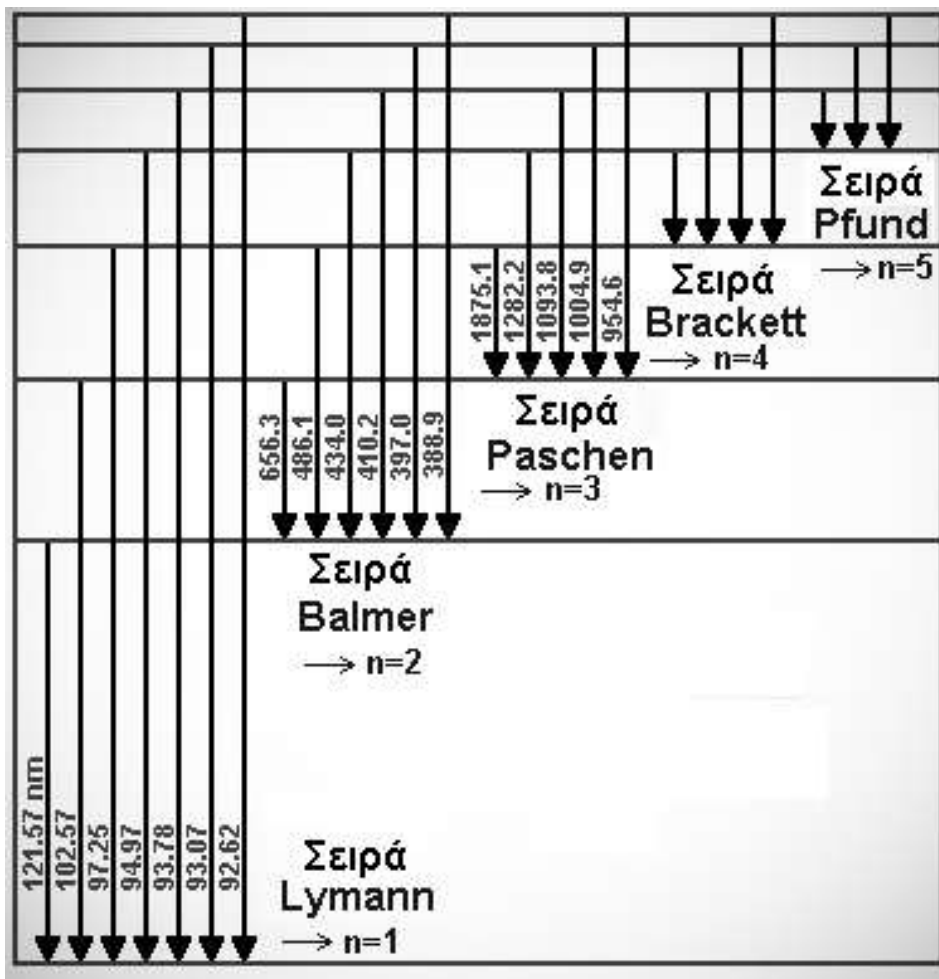 Σειρά
Pfund
→ n=5
1875.1
1282.2
1093.8
1004.9
954.6
Σειρά
Brackett
→ n=4
656.3
486.1
434.0
410.2
397.0
388.9
Σειρά
Paschen
→ n=3
Σειρά
Balmer
→ n=2
121.57 nm
102.57
97.25
94.97
93.78
93.07
92.62
Σειρά
Lymann
→ n=1